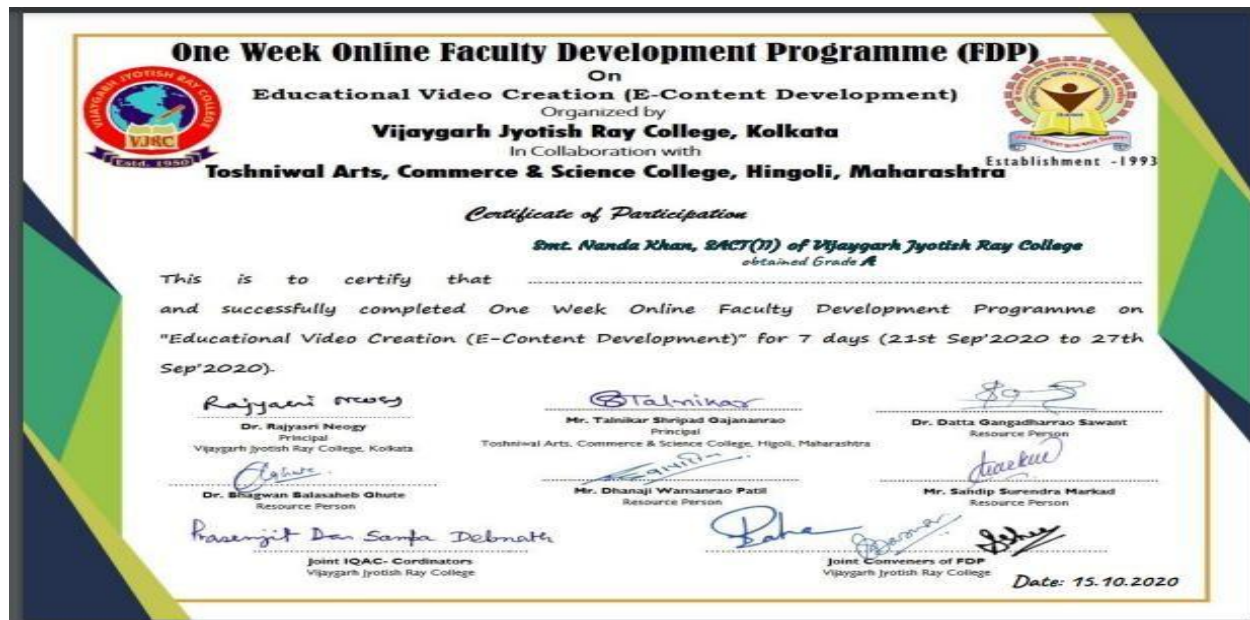 One Week Online Faculty Development Programme (FDP)
On
Educational Video Creation (E-Content Development)
Organized by
Vijaygarh Jyotish Ray College, Kolkata
In Collaboration with
Toshniwal Arts, Commerce & Science College, Hingoli, Maharashtra
VIJAYGARH JYOTISH RAY COLLEGE
VJRC
Estd. 1950
Establishment -1993
Certificate of Participation
Smt. Nanda Khan, SACT(II) of Vijaygarh Jyotish Ray College
obtained Grade A
This is to certify that
and successfully completed One Week Online Faculty Development Programme on
"Educational Video Creation (E-Content Development)" for 7 days (21st Sep'2020 to 27th
Sep'2020).
Rajyasri Neogy
Dr. Rajyasri Neogy
Principal
Vijaygarh Jyotish Ray College, Kolkata
STalnikar
Mr. Talnikar Shripad Gajananrao
Principal
Toshniwal Arts, Commerce & Science College, Higoli, Maharashtra
Dr. Datta Gangadharrao Sawant
Resource Person
Dr. Bhagwan Balasaheb Ghute
Resource Person
Mr. Dhanaji Wamanrao Patil
Resource Person
Mr. Sandip Surendra Markad
Resource Person
Prasenjit Das Sampa Debnath
Joint IQAC- Cordinators
Vijaygarh Jyotish Ray College
Joint Conveners of FDP
Vijaygarh Jyotish Ray College
Date: 15.10.2020